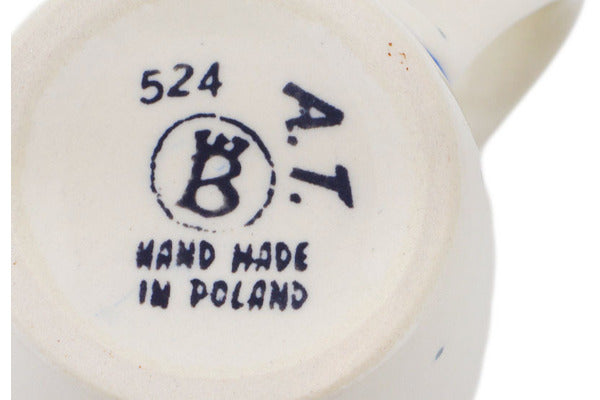 524
A.T.
B
HAND MADE
IN POLAND